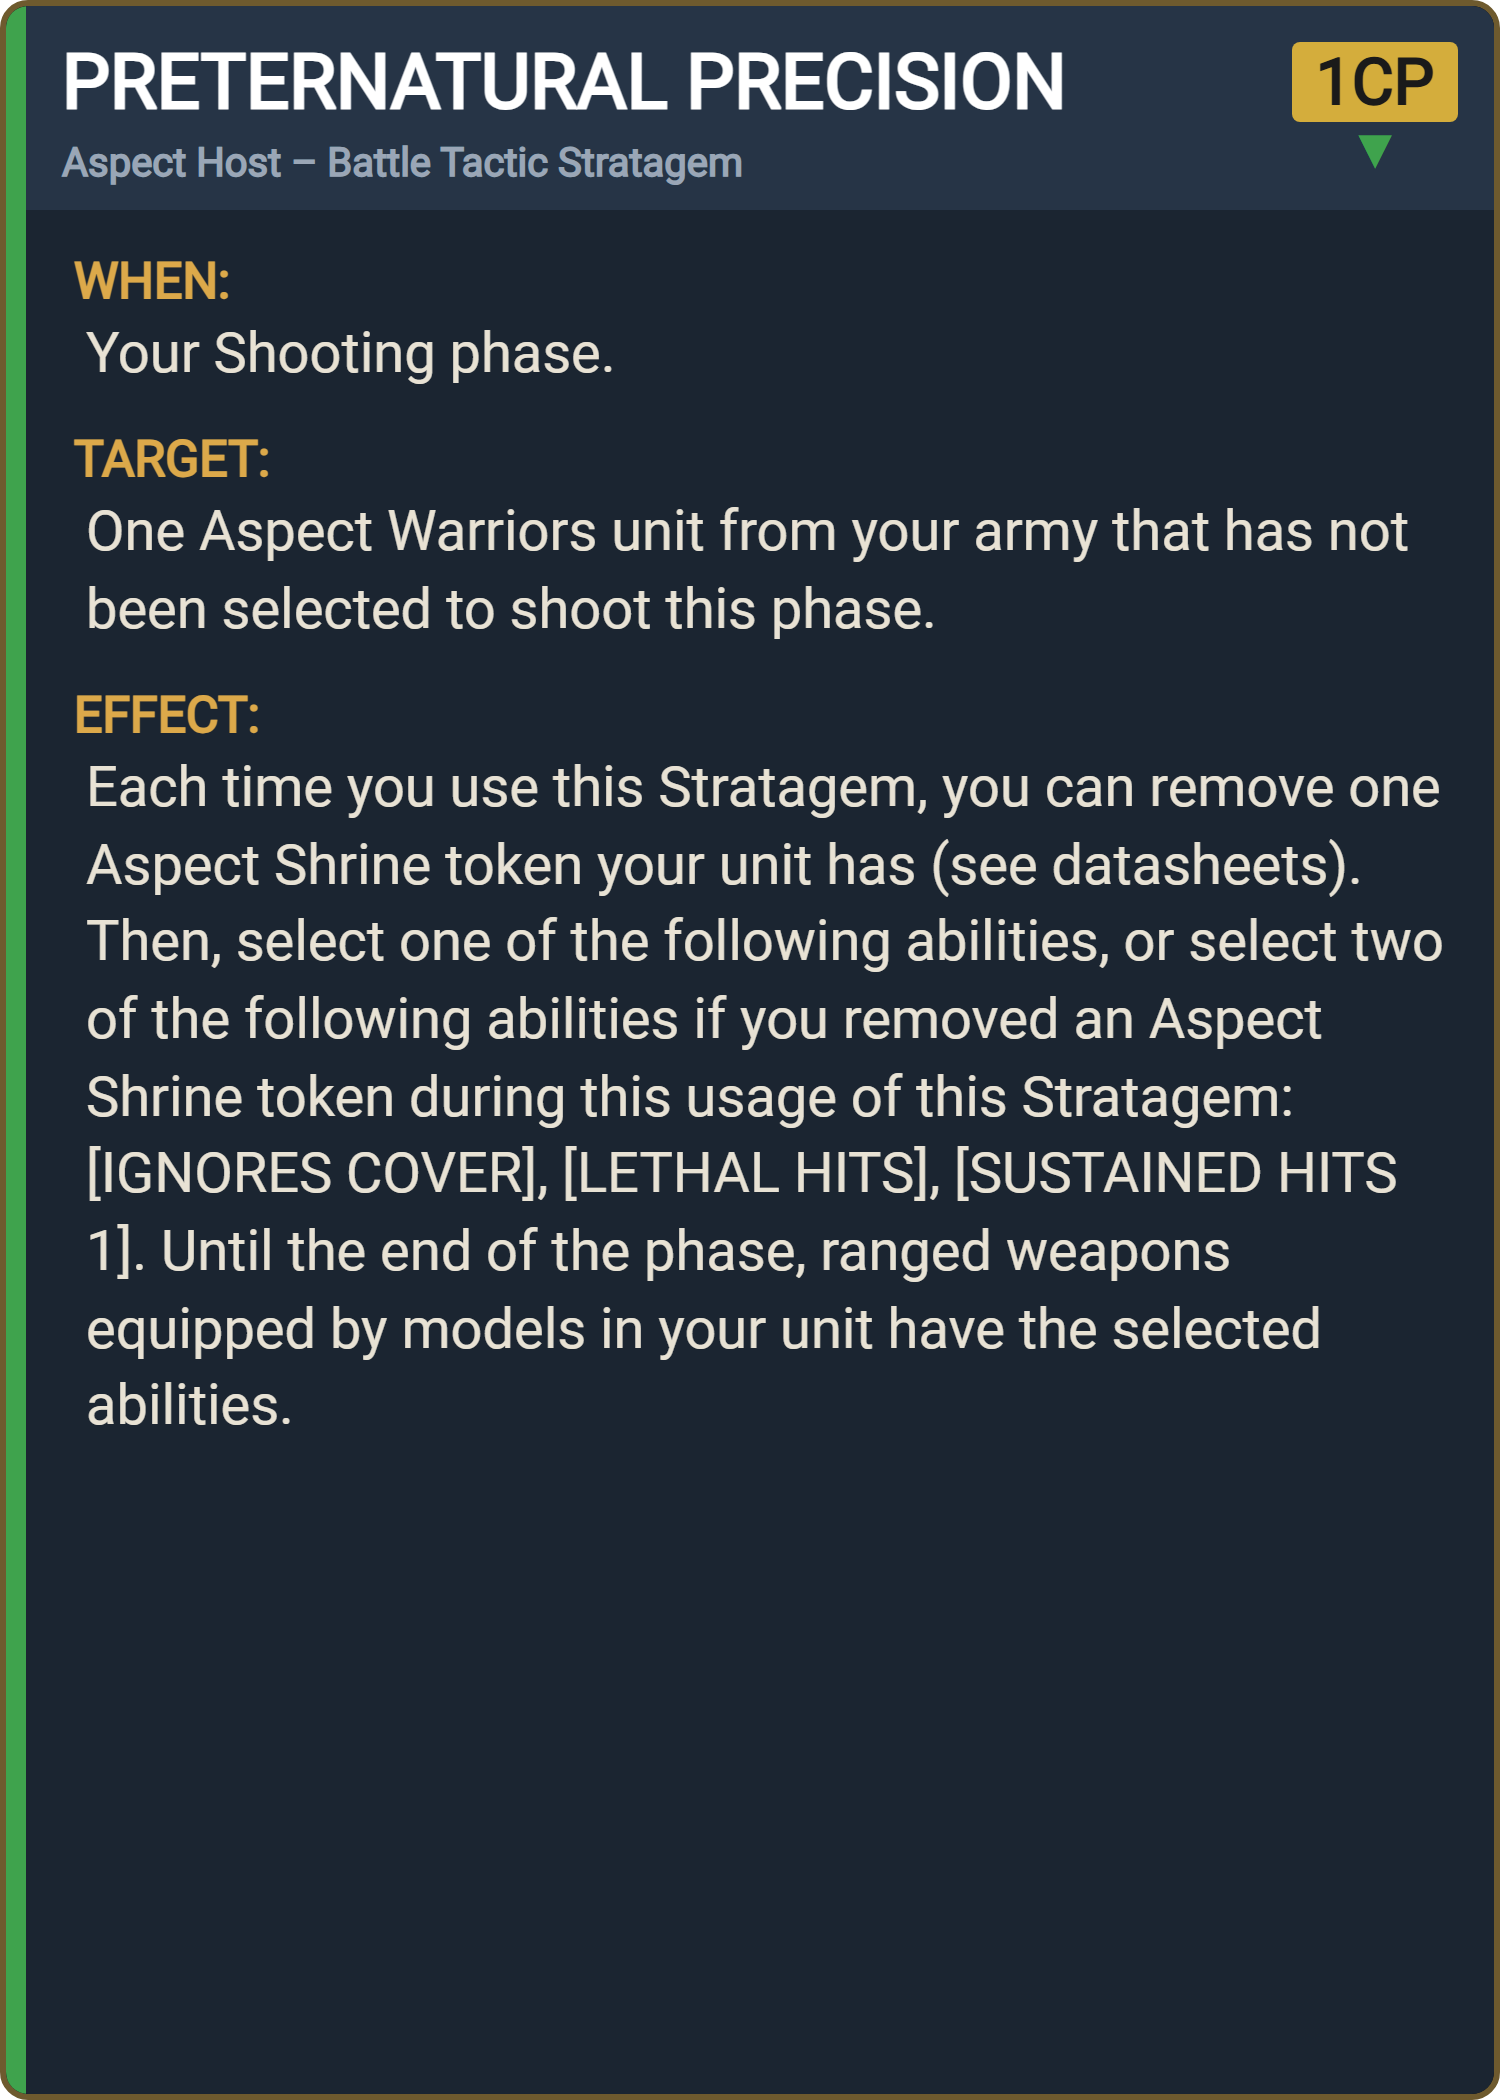 PRETERNATURAL PRECISION
1CP
Aspect Host – Battle Tactic Stratagem
WHEN:
Your Shooting phase.
TARGET:
One Aspect Warriors unit from your army that has not
been selected to shoot this phase.
EFFECT:
Each time you use this Stratagem, you can remove one
Aspect Shrine token your unit has (see datasheets).
Then, select one of the following abilities, or select two
of the following abilities if you removed an Aspect
Shrine token during this usage of this Stratagem:
[IGNORES COVER], [LETHAL HITS], [SUSTAINED HITS
1]. Until the end of the phase, ranged weapons
equipped by models in your unit have the selected
abilities.